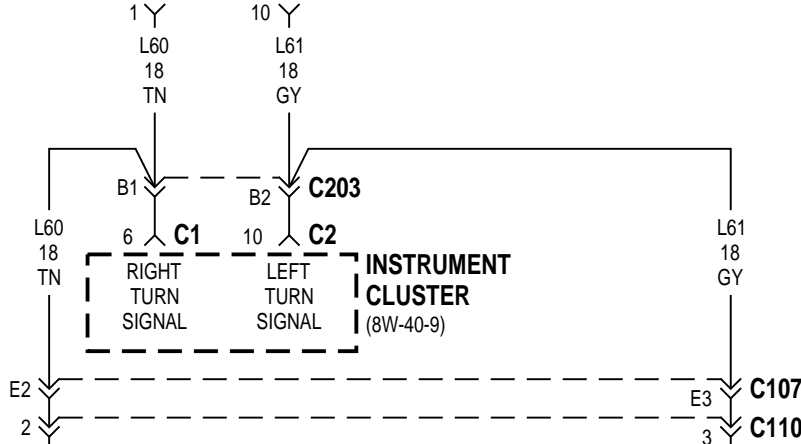 1 10
L60 L61
18 18
TN GY
B1 B2 C203
6 C1 10 C2
L60 L61
18 18
TN GY
RIGHT LEFT INSTRUMENT
TURN TURN CLUSTER
SIGNAL SIGNAL (8W-40-9)
E2 E3 C107
2 3 C110